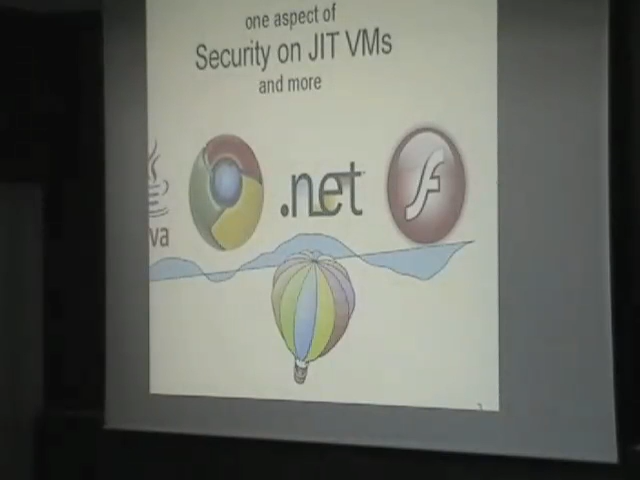 one aspect of
Security on JIT VMs
and more
va
.net